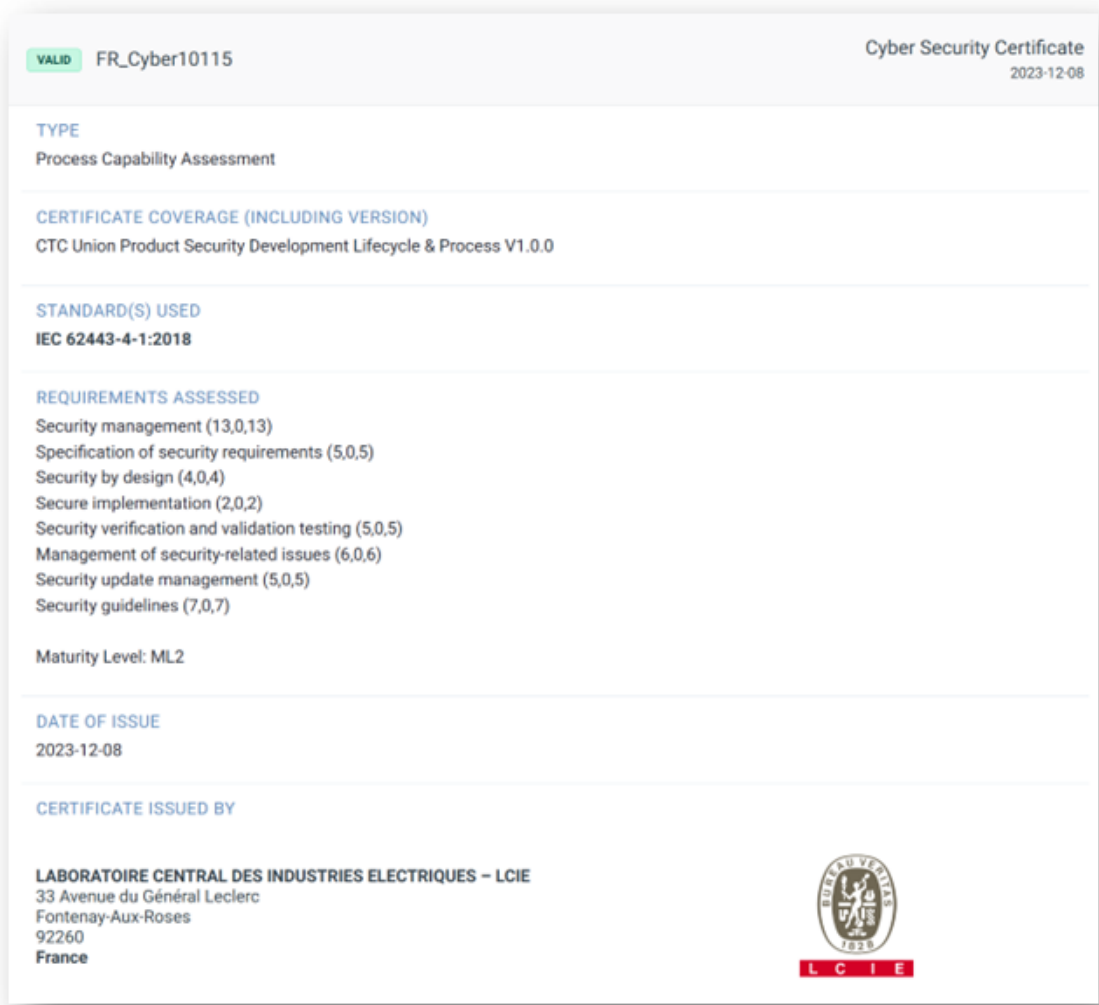 VALID FR_Cyber10115
Cyber Security Certificate
2023-12-08
TYPE
Process Capability Assessment
CERTIFICATE COVERAGE (INCLUDING VERSION)
CTC Union Product Security Development Lifecycle & Process V1.0.0
STANDARD(S) USED
IEC 62443-4-1:2018
REQUIREMENTS ASSESSED
Security management (13,0,13)
Specification of security requirements (5,0,5)
Security by design (4,0,4)
Secure implementation (2,0,2)
Security verification and validation testing (5,0,5)
Management of security-related issues (6,0,6)
Security update management (5,0,5)
Security guidelines (7,0,7)
Maturity Level: ML2
DATE OF ISSUE
2023-12-08
CERTIFICATE ISSUED BY
LABORATOIRE CENTRAL DES INDUSTRIES ELECTRIQUES – LCIE
33 Avenue du Général Leclerc
Fontenay-Aux-Roses
92260
France
BUREAU VERITAS
1828
LCIE